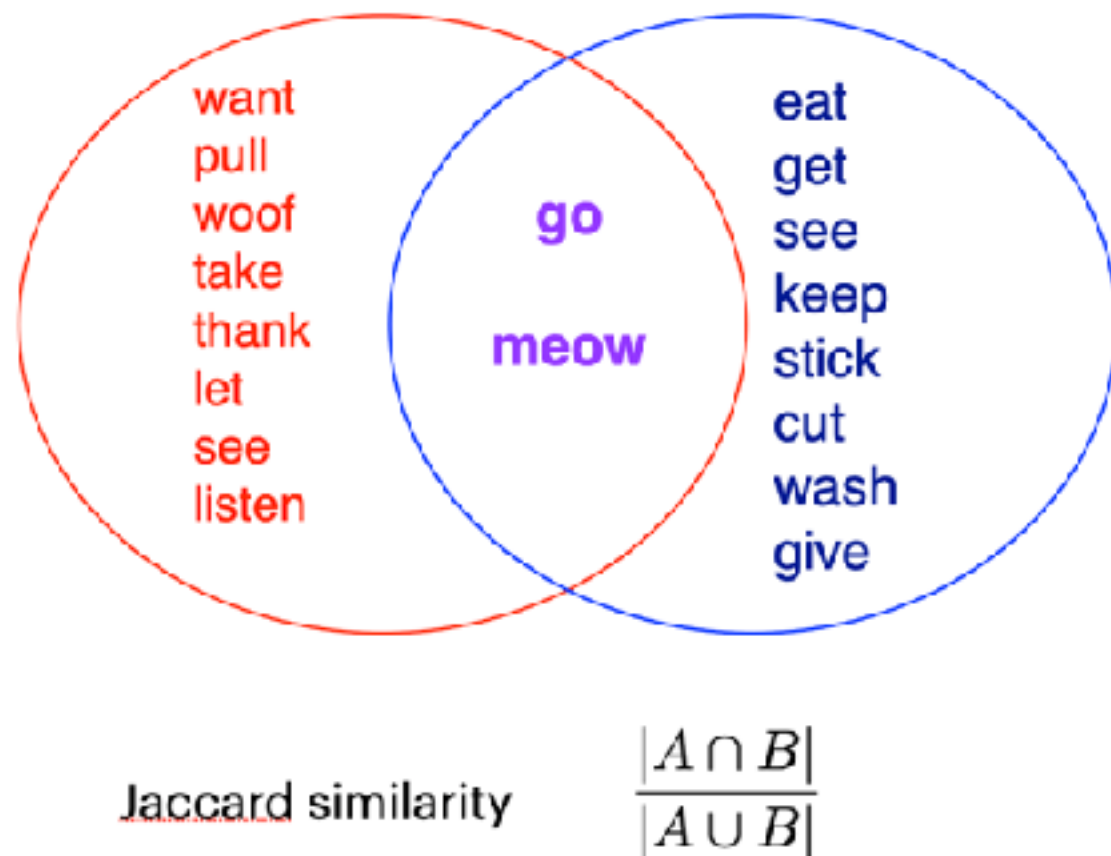 want
pull
woof
take
thank
let
see
listen
go
meow
eat
get
see
keep
stick
cut
wash
give
Jaccard similarity
|A ∩ B|
|A ∪ B|